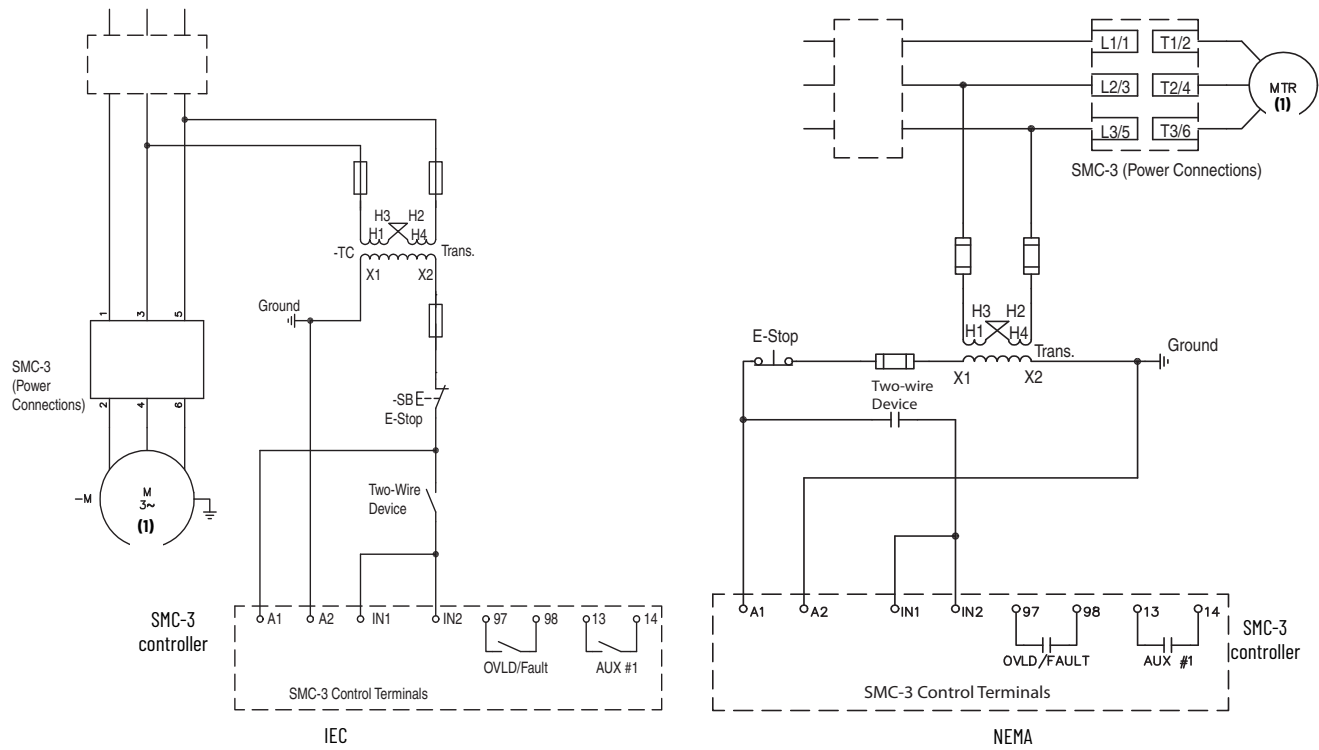 H3 H2
H1 H4
-TC
Trans.
X1 X2
Ground
1 3 5
SMC-3
(Power
Connections)
2 4 6
-SB
E-Stop
Two-Wire
Device
–M
M
3~
(1)
SMC-3
controller
A1 A2 IN1 IN2 97 98 13 14
OVLD/Fault AUX #1
SMC-3 Control Terminals
IEC
L1/1 T1/2
L2/3 T2/4
L3/5 T3/6
MTR
(1)
SMC-3 (Power Connections)
H3 H2
H1 H4
E-Stop
Trans.
Ground
X1 X2
Two-wire
Device
A1 A2 IN1 IN2 97 98 13 14
SMC-3
controller
OVLD/FAULT AUX #1
SMC-3 Control Terminals
NEMA